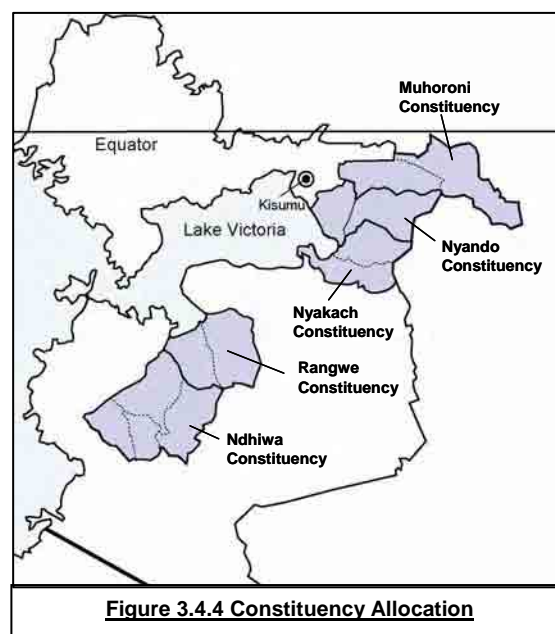 Muhoroni
Constituency
Equator
Kisumu
Lake Victoria
Nyando
Constituency
Nyakach
Constituency
Rangwe
Constituency
Ndhiwa
Constituency
Figure 3.4.4 Constituency Allocation